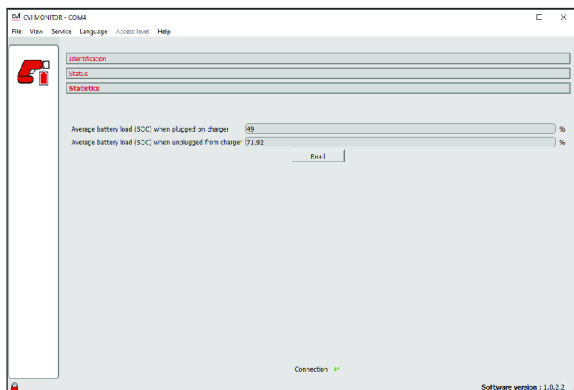 cvi CVI MONITOR - COM4
File View Service Language Access level Help
Identification
Status
Statistics
Average battery load (SOC) when plugged on charger 49 %
Average battery load (SOC) when unplugged from charger 71.92 %
Read
Connection
Software version : 1.0.2.2